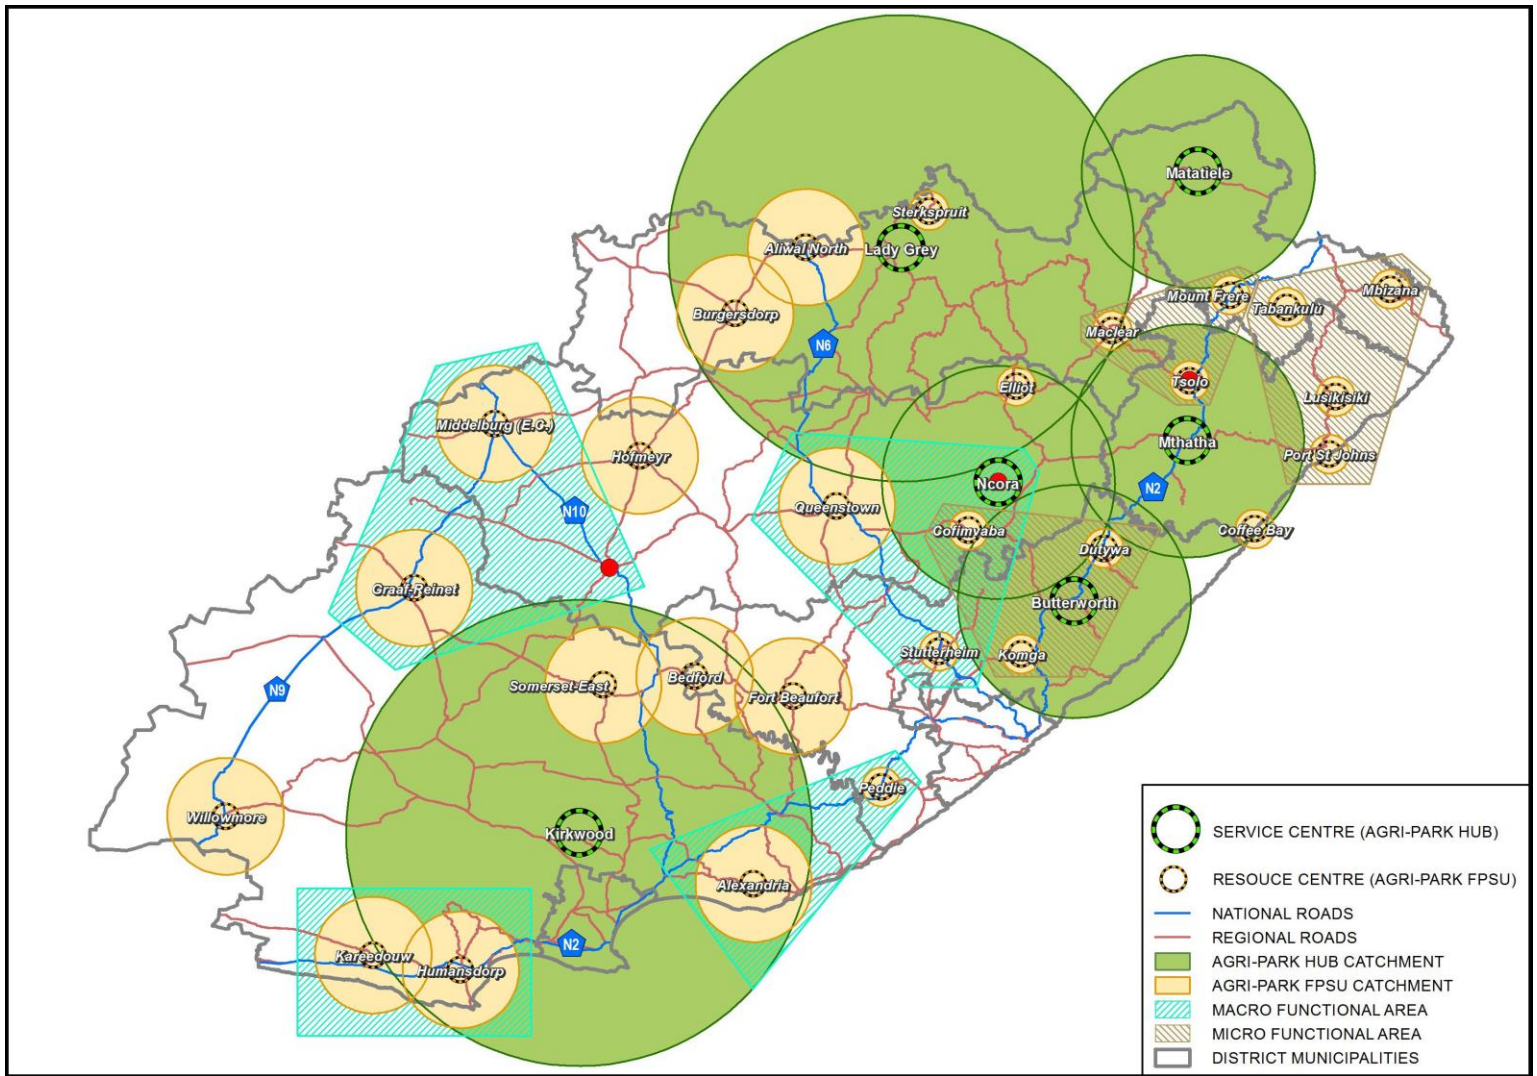 Matatiele
Sterkspruit
Aliwal North
Lady Grey
Mount Frere
Mbizana
Tabankulu
Burgersdorp
Maclear
N6
Elliot
Tsolo
Lusikisiki
Middelburg (E.C.)
Mthatha
Hofmeyr
Port St Johns
Ncora
N2
N10
Queenstown
Cofimvaba
Coffee Bay
Dutywa
Graaf-Reinet
Butterworth
Stutterheim
Komga
Bedford
Somerset-East
N9
Fort Beaufort
Peddie
Willowmore
Kirkwood
Alexandria
N2
Kareedouw
Humansdorp
SERVICE CENTRE (AGRI-PARK HUB)
RESOUCE CENTRE (AGRI-PARK FPSU)
NATIONAL ROADS
REGIONAL ROADS
AGRI-PARK HUB CATCHMENT
AGRI-PARK FPSU CATCHMENT
MACRO FUNCTIONAL AREA
MICRO FUNCTIONAL AREA
DISTRICT MUNICIPALITIES